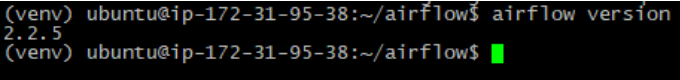 (venv) ubuntu@ip-172-31-95-38:~/airflow$ airflow version
2.2.5
(venv) ubuntu@ip-172-31-95-38:~/airflow$